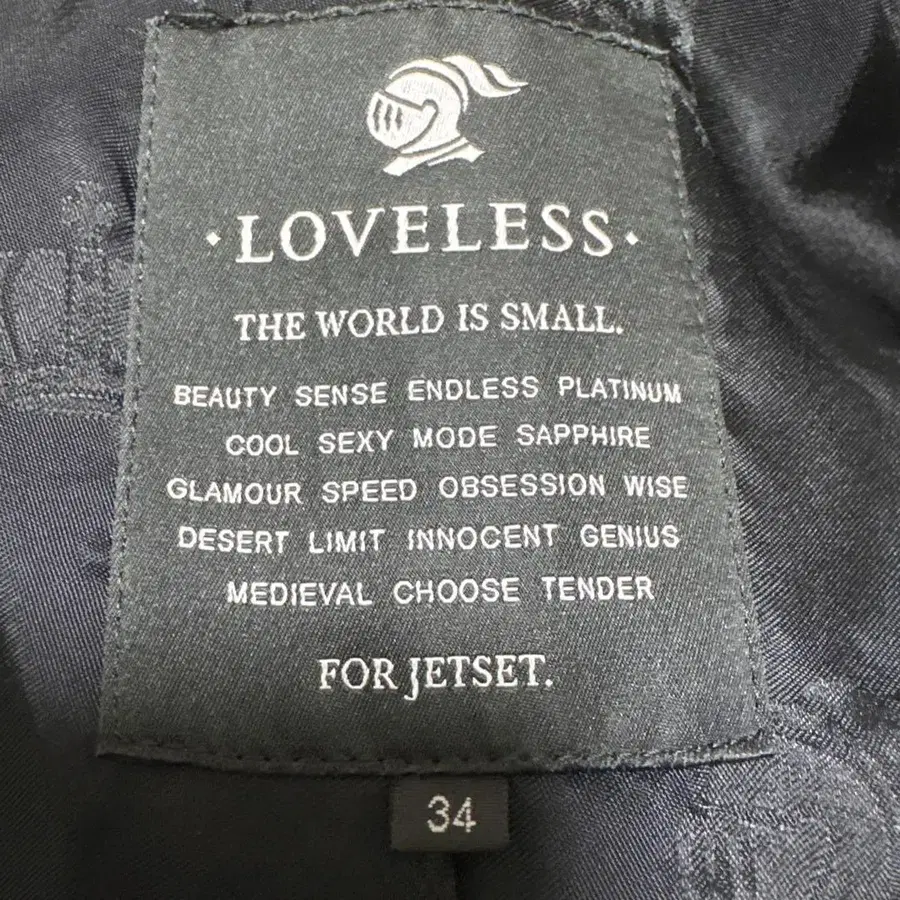 ·LOVELESS·
THE WORLD IS SMALL.
BEAUTY SENSE ENDLESS PLATINUM
COOL SEXY MODE SAPPHIRE
GLAMOUR SPEED OBSESSION WISE
DESERT LIMIT INNOCENT GENIUS
MEDIEVAL CHOOSE TENDER
FOR JETSET.
34